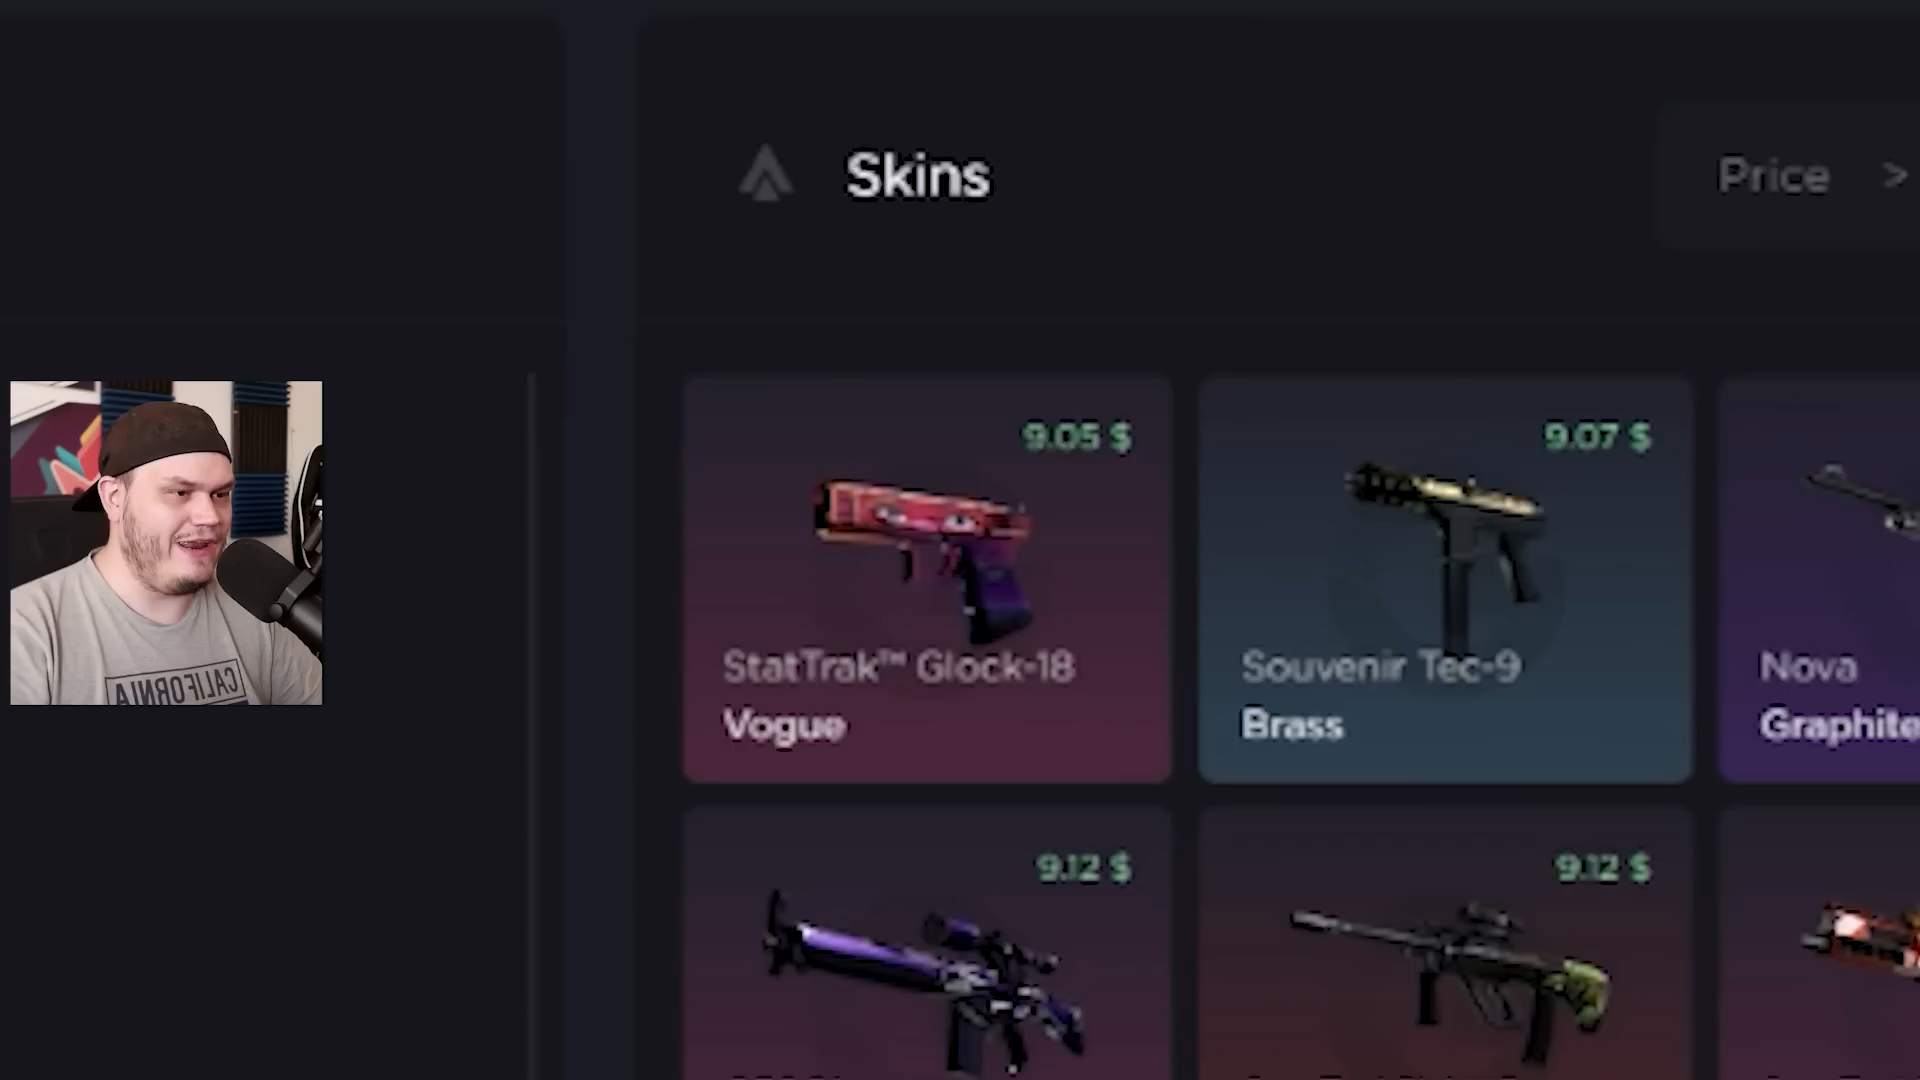 Skins
Price >
9.05 $
StatTrak™ Glock-18
Vogue
9.07 $
Souvenir Tec-9
Brass
Nova
Graphite
9.12 $
9.12 $
CALIFORNIA